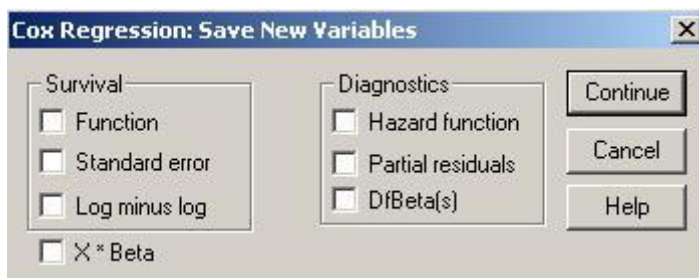 Cox Regression: Save New Variables
Survival
Function
Standard error
Log minus log
X * Beta
Diagnostics
Hazard function
Partial residuals
DfBeta(s)
Continue
Cancel
Help